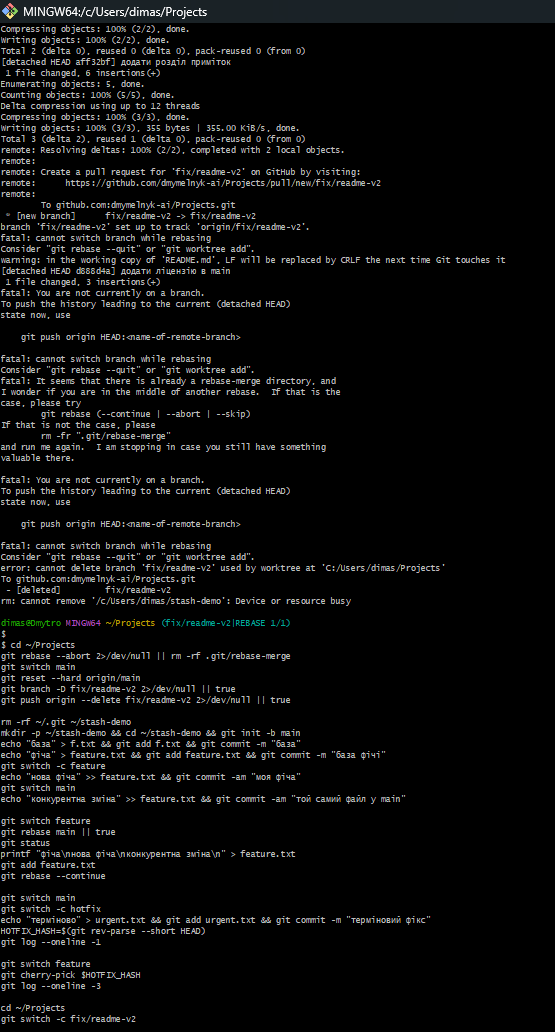 MINGW64:/c/Users/dimas/Projects
Compressing objects: 100% (2/2), done.
Writing objects: 100% (2/2), done.
Total 2 (delta 0), reused 0 (delta 0), pack-reused 0 (from 0)
[detached HEAD aff32bf] додати розділ приміток
 1 file changed, 6 insertions(+)
Enumerating objects: 5, done.
Counting objects: 100% (5/5), done.
Delta compression using up to 12 threads
Compressing objects: 100% (3/3), done.
Writing objects: 100% (3/3), 355 bytes | 355.00 KiB/s, done.
Total 3 (delta 2), reused 1 (delta 0), pack-reused 0 (from 0)
remote: Resolving deltas: 100% (2/2), completed with 2 local objects.
remote:
remote: Create a pull request for 'fix/readme-v2' on GitHub by visiting:
remote:      https://github.com/dmymelnyk-ai/Projects/pull/new/fix/readme-v2
remote:
To github.com:dmymelnyk-ai/Projects.git
 * [new branch]      fix/readme-v2 -> fix/readme-v2
branch 'fix/readme-v2' set up to track 'origin/fix/readme-v2'.
fatal: cannot switch branch while rebasing
Consider "git rebase --quit" or "git worktree add".
warning: in the working copy of 'README.md', LF will be replaced by CRLF the next time Git touches it
[detached HEAD d888d4a] додати ліцензію в main
 1 file changed, 3 insertions(+)
fatal: You are not currently on a branch.
To push the history leading to the current (detached HEAD)
state now, use

    git push origin HEAD:<name-of-remote-branch>

fatal: cannot switch branch while rebasing
Consider "git rebase --quit" or "git worktree add".
fatal: It seems that there is already a rebase-merge directory, and
I wonder if you are in the middle of another rebase.  If that is the
case, please try
        git rebase (--continue | --abort | --skip)
If that is not the case, please
        rm -fr ".git/rebase-merge"
and run me again.  I am stopping in case you still have something
valuable there.

fatal: You are not currently on a branch.
To push the history leading to the current (detached HEAD)
state now, use

    git push origin HEAD:<name-of-remote-branch>

fatal: cannot switch branch while rebasing
Consider "git rebase --quit" or "git worktree add".
error: cannot delete branch 'fix/readme-v2' used by worktree at 'C:/Users/dimas/Projects'
To github.com:dmymelnyk-ai/Projects.git
 - [deleted]         fix/readme-v2
rm: cannot remove '/c/Users/dimas/stash-demo': Device or resource busy

dimas@Dmytro MINGW64 ~/Projects (fix/readme-v2|REBASE 1/1)
$
$ cd ~/Projects
git rebase --abort 2>/dev/null || rm -rf .git/rebase-merge
git switch main
git reset --hard origin/main
git branch -D fix/readme-v2 2>/dev/null || true
git push origin --delete fix/readme-v2 2>/dev/null || true

rm -rf ~/.git ~/stash-demo
mkdir -p ~/stash-demo && cd ~/stash-demo && git init -b main
echo "база" > f.txt && git add f.txt && git commit -m "база"
echo "фіча" > feature.txt && git add feature.txt && git commit -m "база фічі"
git switch -c feature
echo "нова фіча" >> feature.txt && git commit -am "моя фіча"
git switch main
echo "конкурентна зміна" >> feature.txt && git commit -am "той самий файл у main"

git switch feature
git rebase main || true
git status
printf "фіча\nнова фіча\nконкурентна зміна\n" > feature.txt
git add feature.txt
git rebase --continue

git switch main
git switch -c hotfix
echo "терміново" > urgent.txt && git add urgent.txt && git commit -m "терміновий фікс"
HOTFIX_HASH=$(git rev-parse --short HEAD)
git log --oneline -1

git switch feature
git cherry-pick $HOTFIX_HASH
git log --oneline -3

cd ~/Projects
git switch -c fix/readme-v2